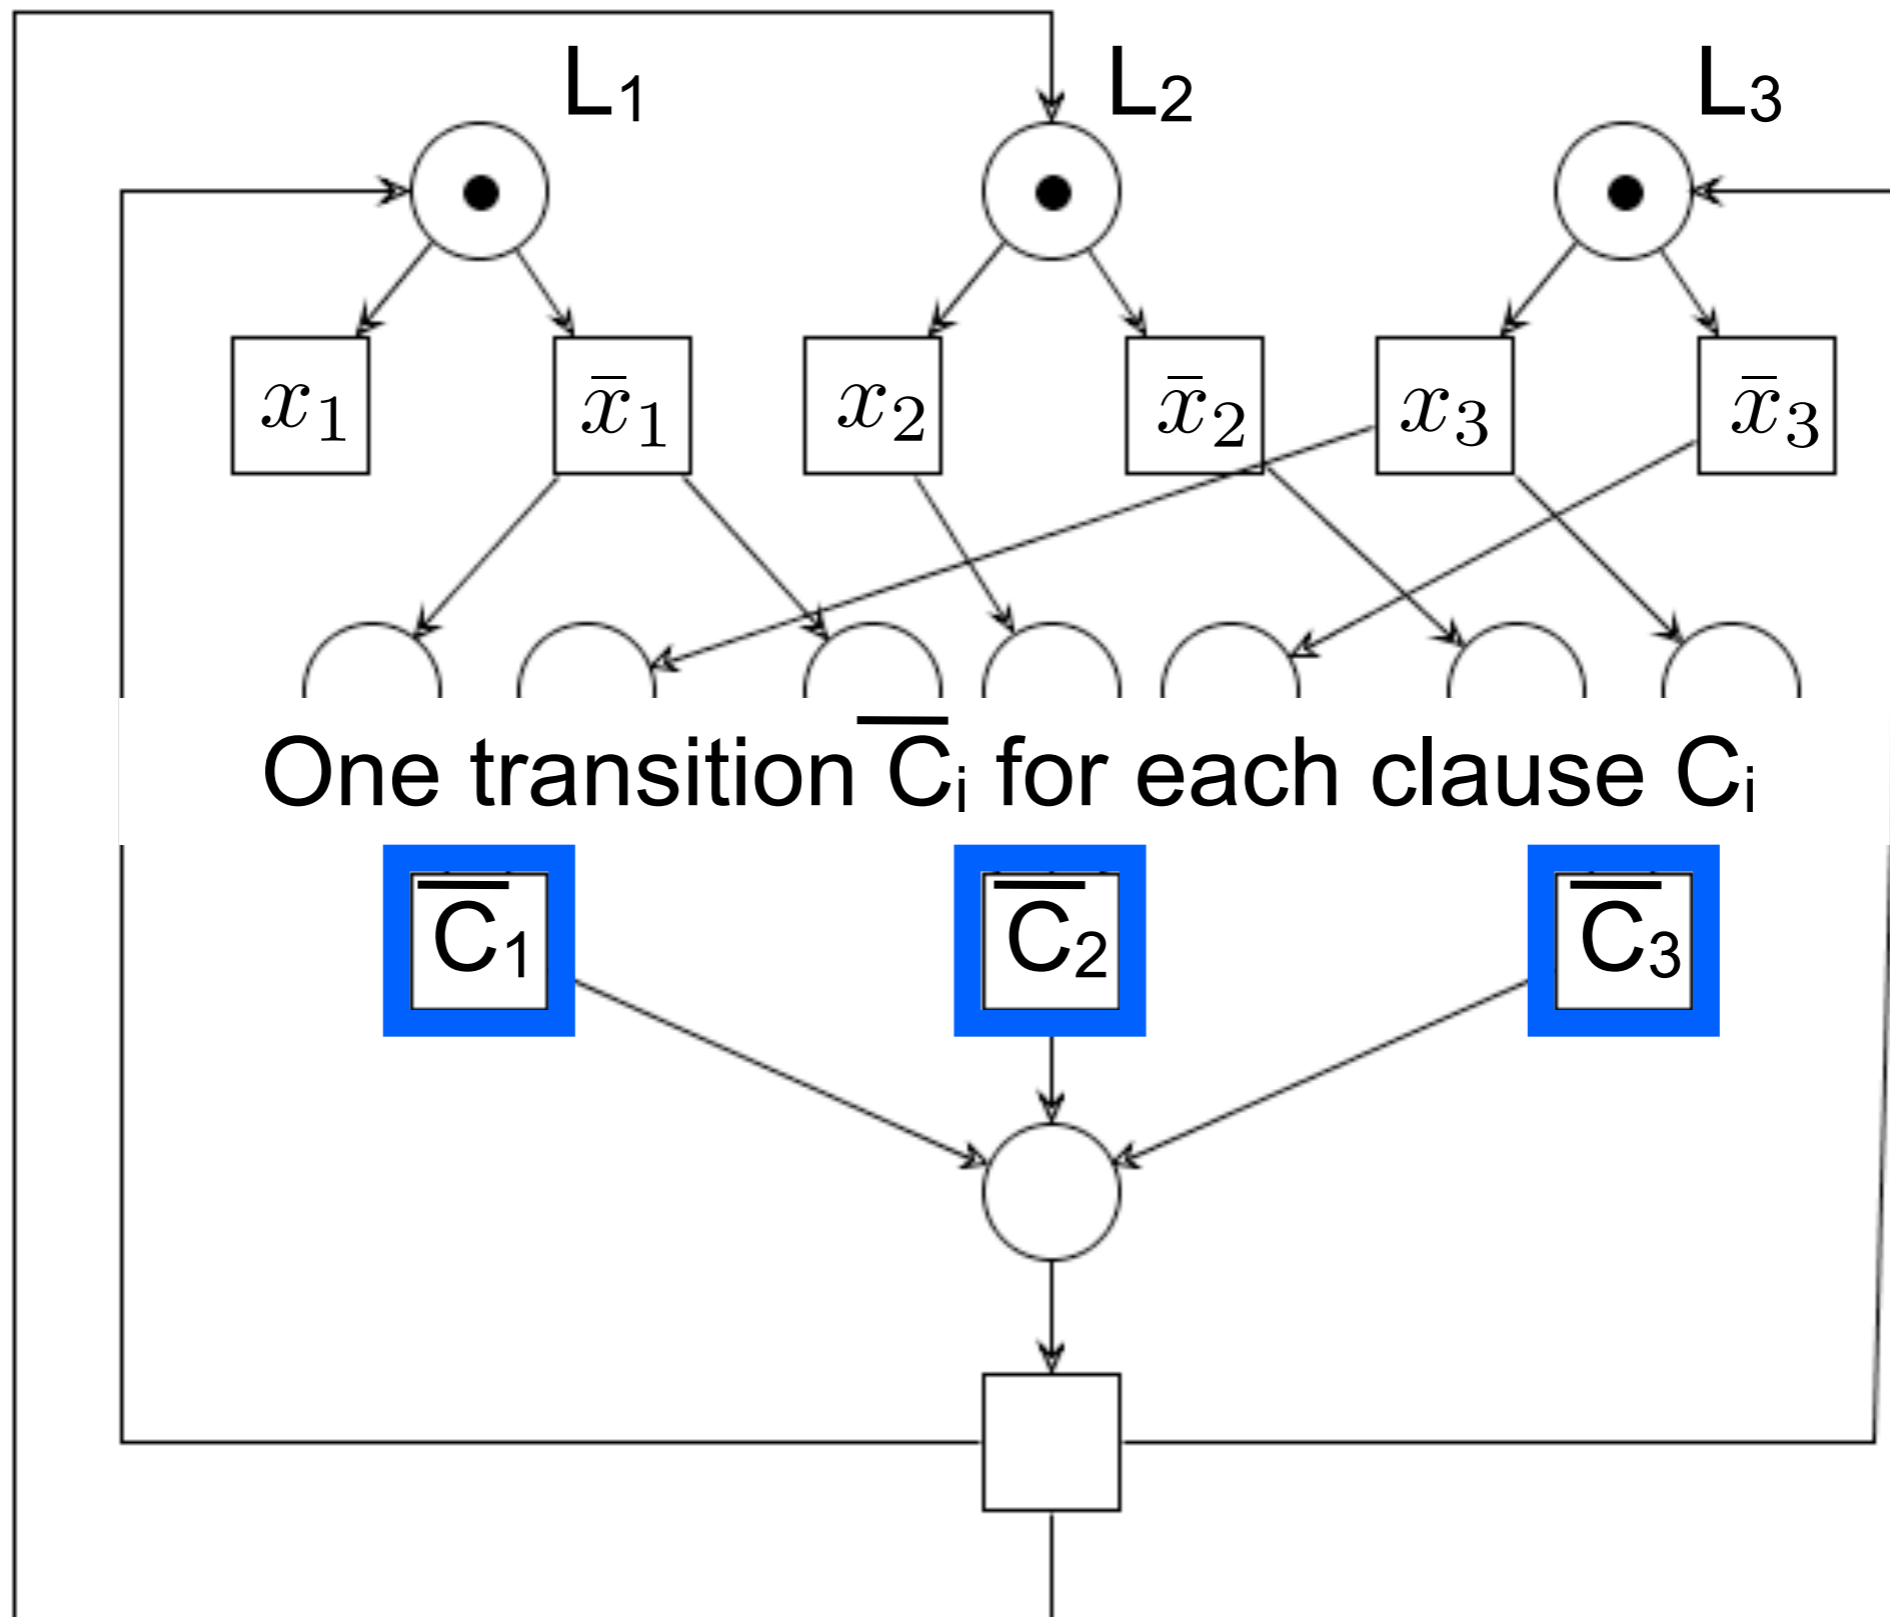 L₁ L₂ L₃
x₁ x̄₁ x₂ x̄₂ x₃ x̄₃
One transition C̅ᵢ for each clause Cᵢ
C̅₁ C̅₂ C̅₃